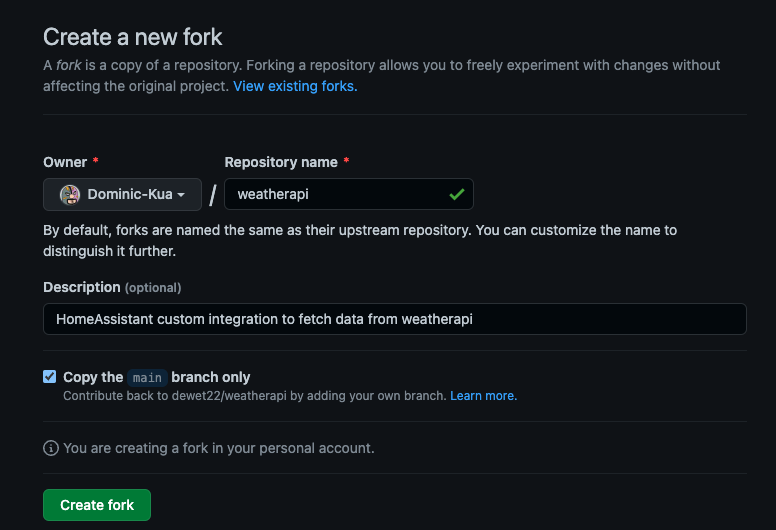 Create a new fork
A fork is a copy of a repository. Forking a repository allows you to freely experiment with changes without
affecting the original project. View existing forks.
Owner *
Repository name *
Dominic-Kua / weatherapi
By default, forks are named the same as their upstream repository. You can customize the name to
distinguish it further.
Description (optional)
HomeAssistant custom integration to fetch data from weatherapi
Copy the main branch only
Contribute back to dewet22/weatherapi by adding your own branch. Learn more.
You are creating a fork in your personal account.
Create fork